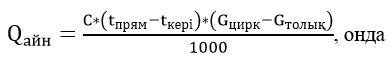 Qайн = C*(tпрям−tкері)*(Gцирк−Gтолық)/1000, онда